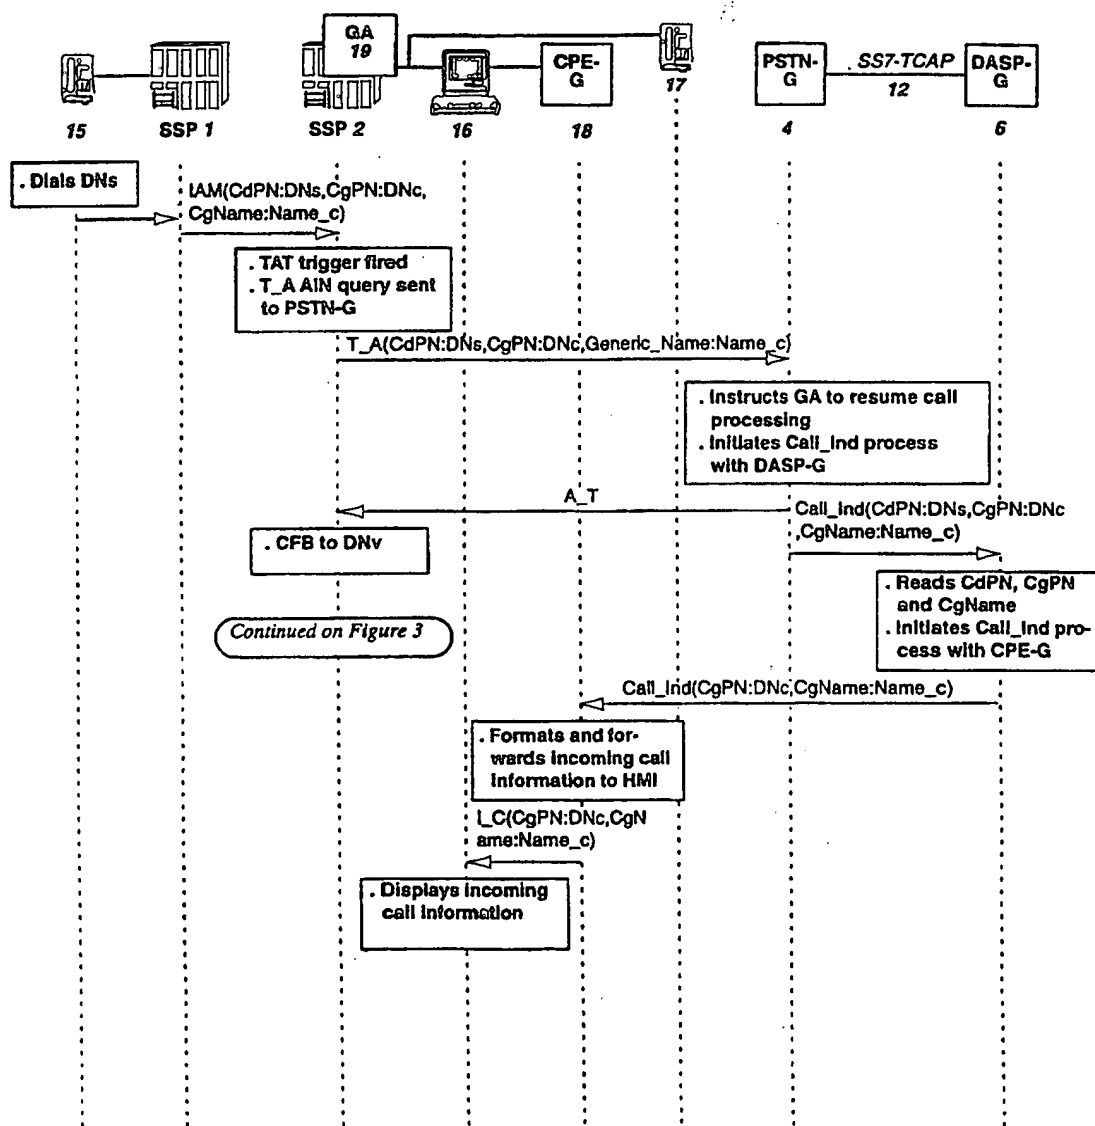 GA
19
CPE-
G
PSTN-
G
SS7-TCAP
12
DASP-
G
17
15
SSP 1
SSP 2
16
18
4
6
. Dials DNs
IAM(CdPN:DNs,CgPN:DNc,
CgName:Name_c)
. TAT trigger fired
. T_A AIN query sent
to PSTN-G
T_A(CdPN:DNs,CgPN:DNc,Generic_Name:Name_c)
. Instructs GA to resume call
processing
. Initiates Call_Ind process
with DASP-G
A_T
Call_Ind(CdPN:DNs,CgPN:DNc
,CgName:Name_c)
. CFB to DNv
. Reads CdPN, CgPN
and CgName
. Initiates Call_Ind pro-
cess with CPE-G
Continued on Figure 3
Call_Ind(CgPN:DNc,CgName:Name_c)
. Formats and for-
wards incoming call
information to HMI
I_C(CgPN:DNc,CgN
ame:Name_c)
. Displays incoming
call information